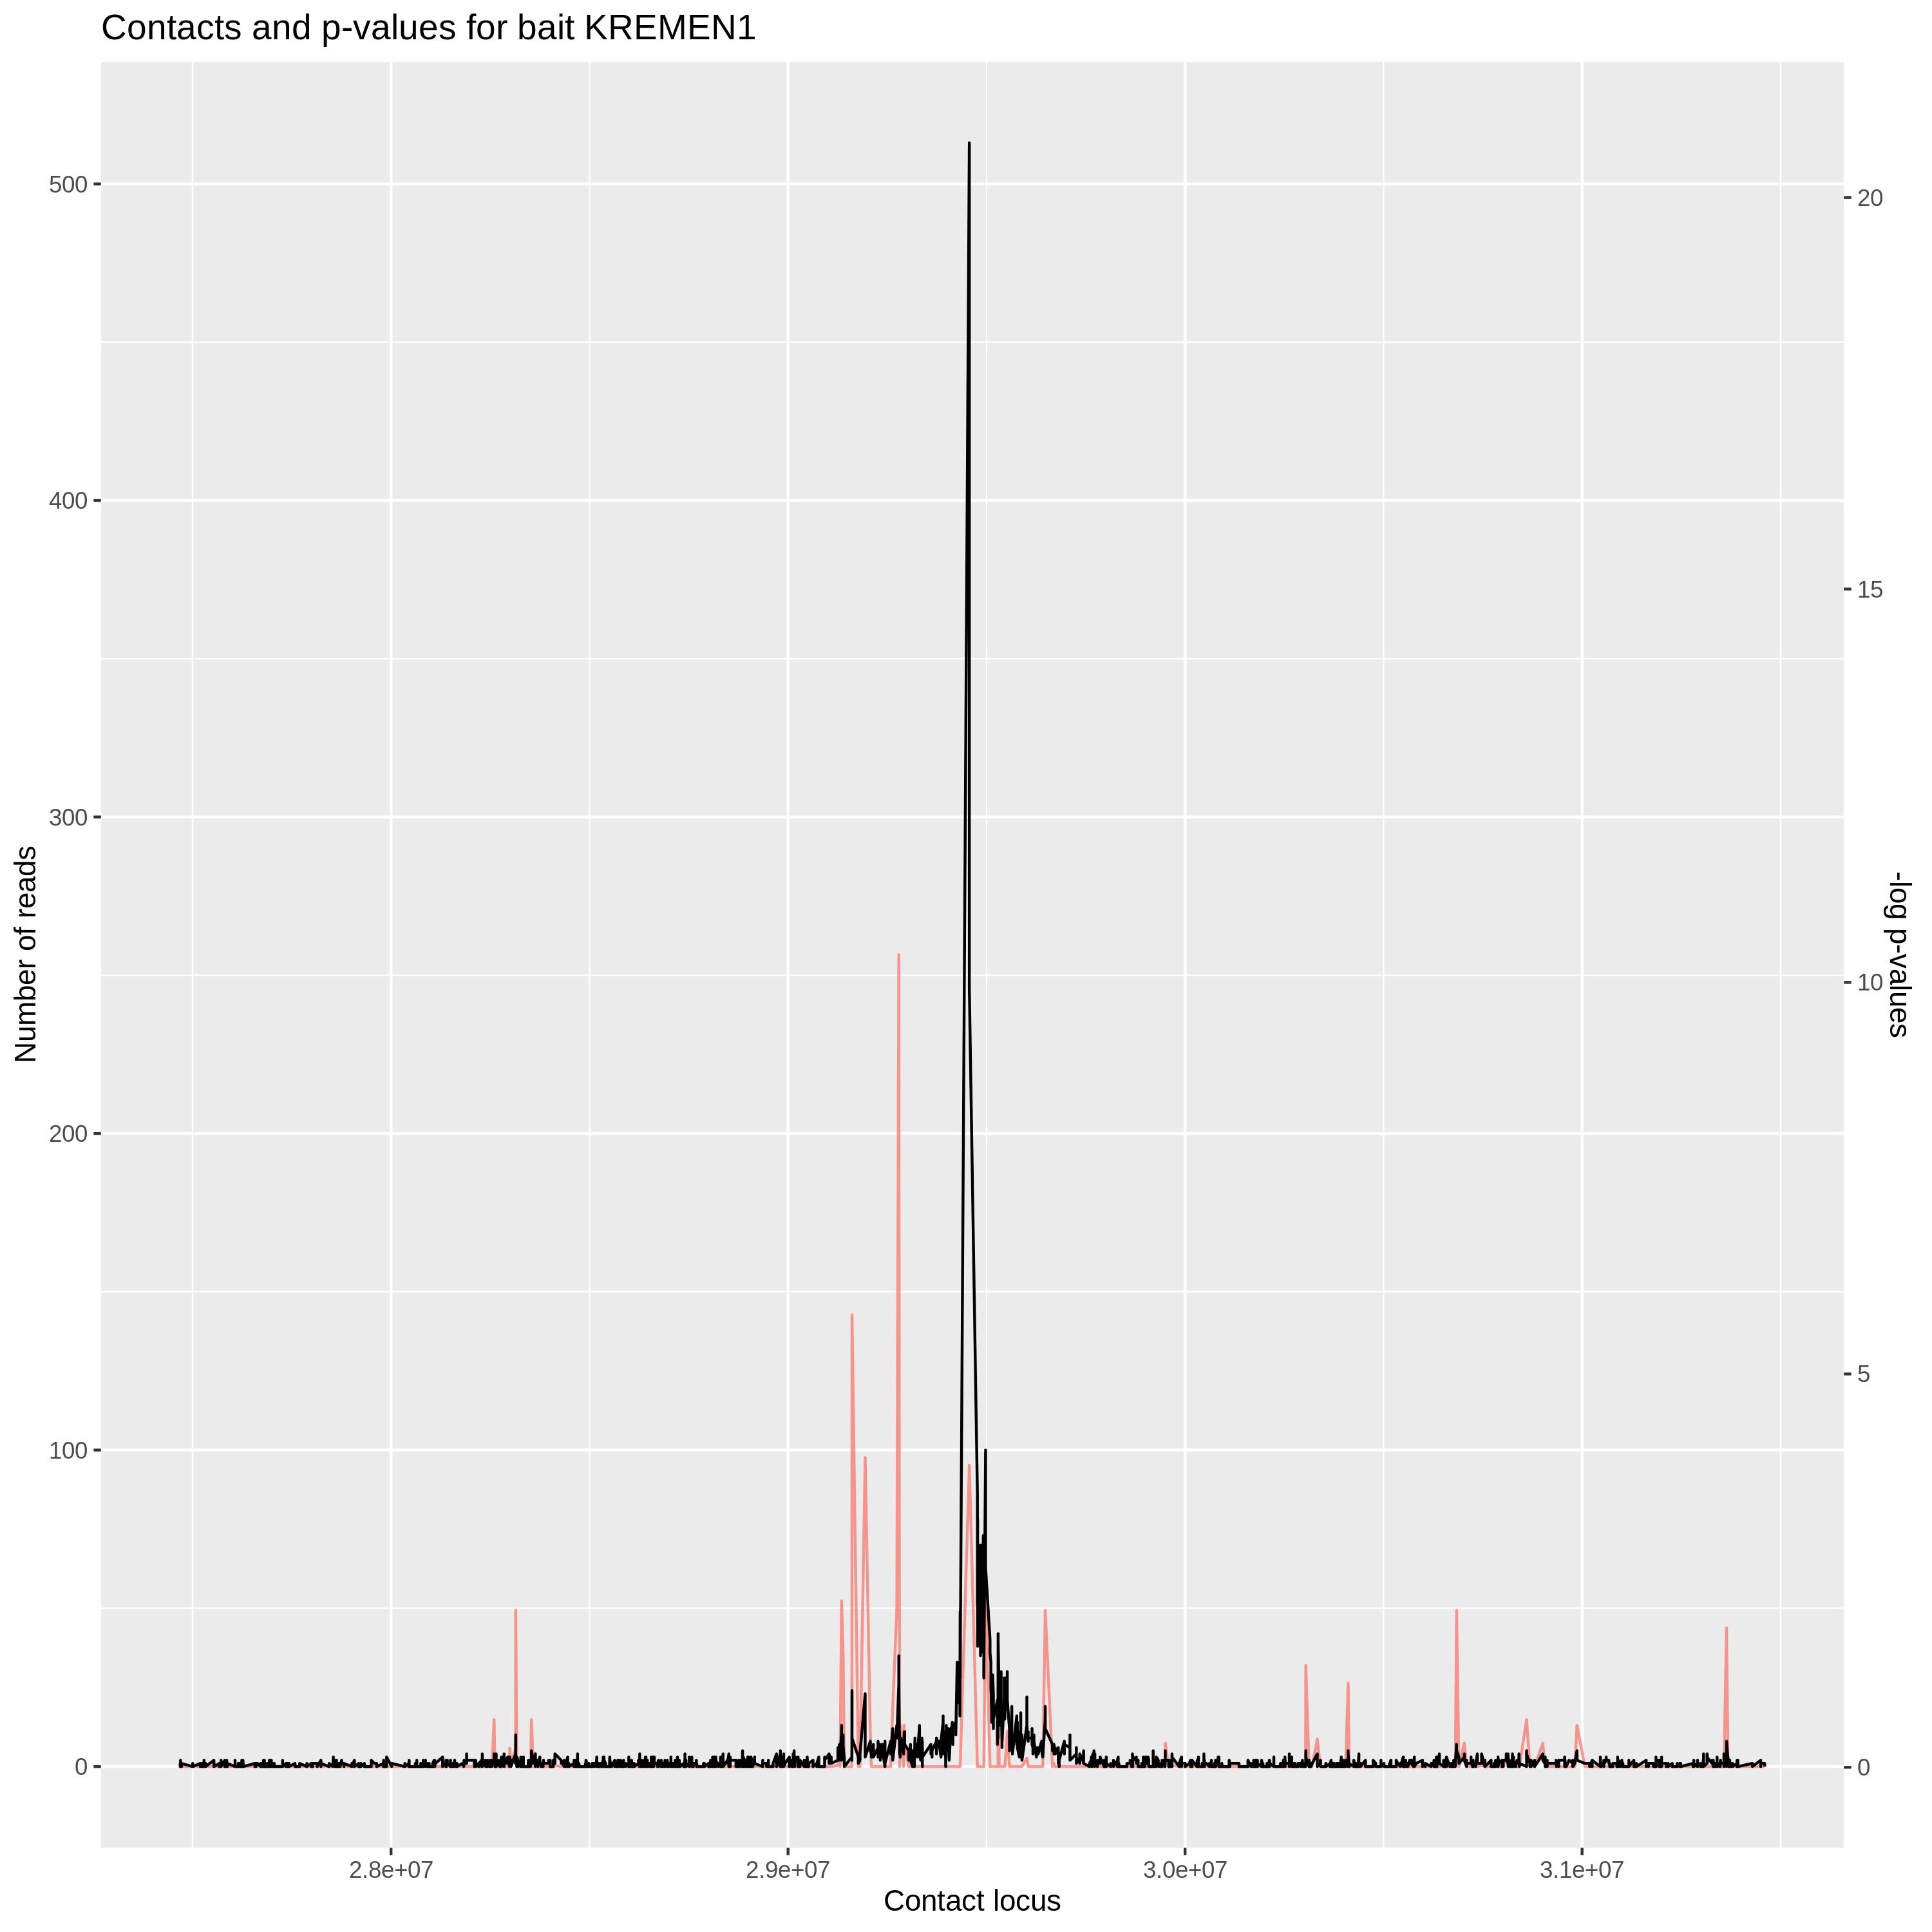 Contacts and p-values for bait KREMEN1
Number of reads
500
400
300
200
100
0
20
15
10
5
0
-log p-values
2.8e+07
2.9e+07
3.0e+07
3.1e+07
Contact locus